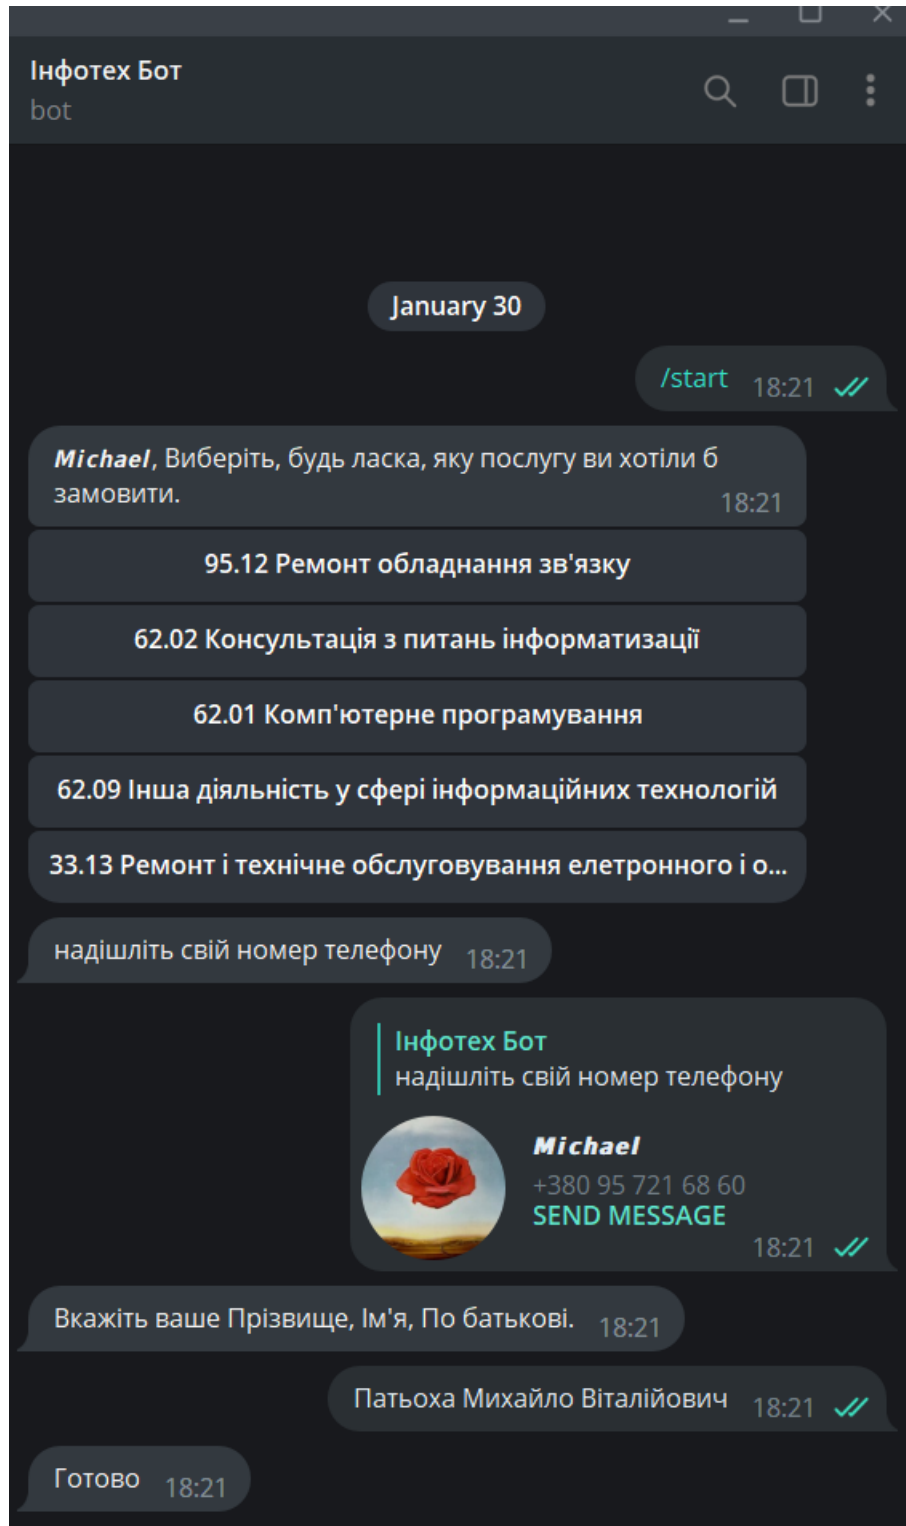 Інфотех Бот
bot
January 30
/start 18:21
Michael, Виберіть, будь ласка, яку послугу ви хотіли б
замовити. 18:21
95.12 Ремонт обладнання зв'язку
62.02 Консультація з питань інформатизації
62.01 Комп'ютерне програмування
62.09 Інша діяльність у сфері інформаційних технологій
33.13 Ремонт і технічне обслуговування елетронного і о...
надішліть свій номер телефону 18:21
Інфотех Бот
надішліть свій номер телефону
Michael
+380 95 721 68 60
SEND MESSAGE
18:21
Вкажіть ваше Прізвище, Ім'я, По батькові. 18:21
Патьоха Михайло Віталійович 18:21
Готово 18:21